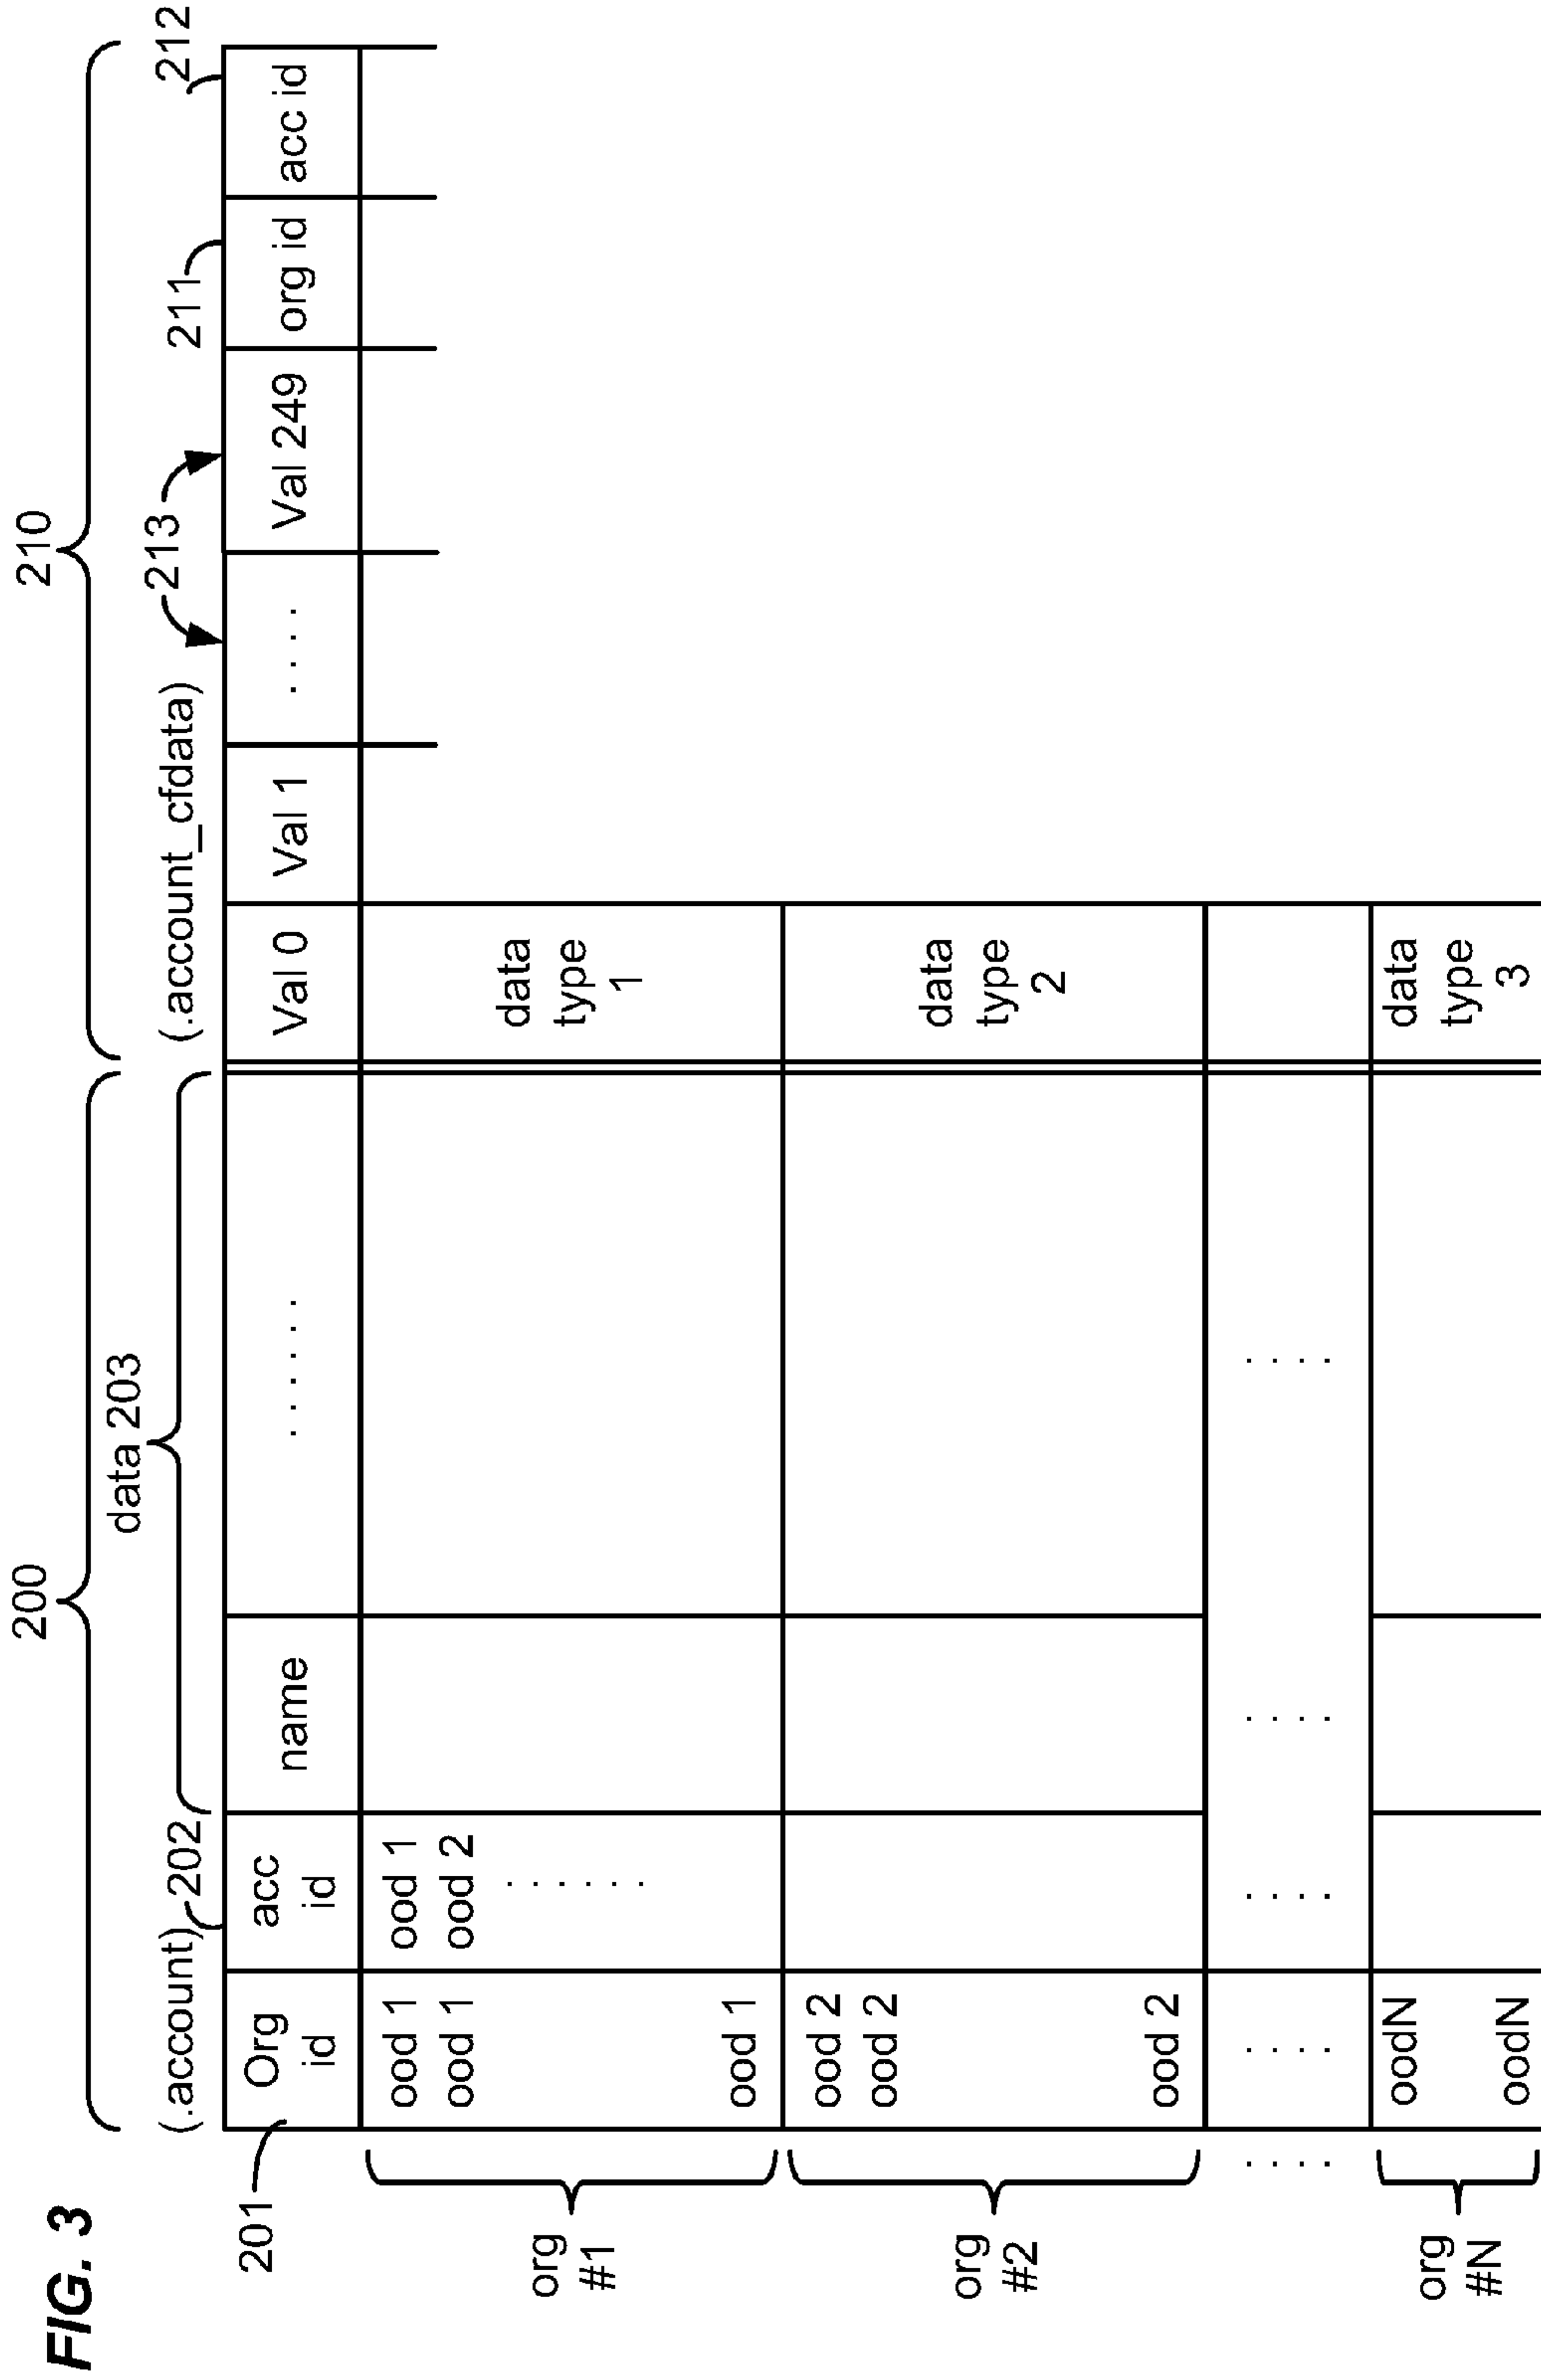 FIG. 3
200
210
data 203
(.account)
202
(.account_cfdata)
213
211
212
201
Org
id
acc
id
name
. . . . . .
Val 0
Val 1
. . . .
Val 249
org id
acc id
org
#1
ood 1
ood 1
ood 1
ood 1
ood 2
. . . . . .
data
type
1
org
#2
ood 2
ood 2
ood 2
data
type
2
. . . .
. . . .
. . . .
. . . .
. . . .
org
#N
oodN
oodN
data
type
3